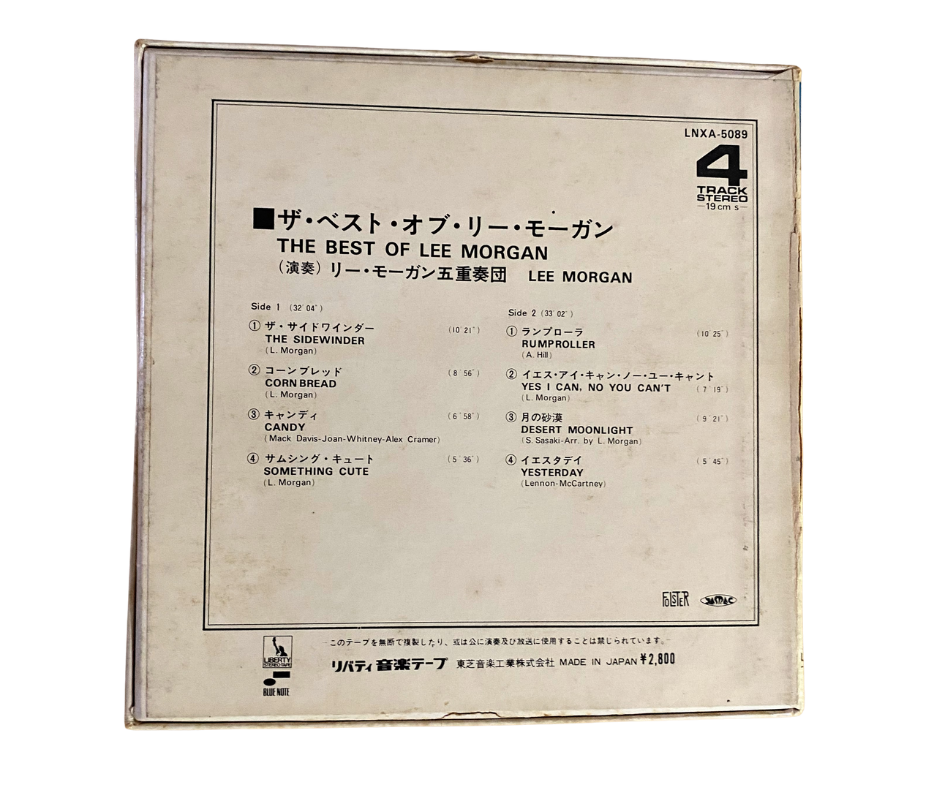 LNXA-5089
4
TRACK
STEREO
—19cm s—
■ザ・ベスト・オブ・リー・モーガン
THE BEST OF LEE MORGAN
(演奏) リー・モーガン五重奏団 LEE MORGAN
Side 1 (32´04˝)
① ザ・サイドワインダー (10´21˝)
THE SIDEWINDER
(L. Morgan)
② コーンブレッド (8´56˝)
CORN BREAD
(L. Morgan)
③ キャンディ (6´58˝)
CANDY
(Mack Davis-Joan-Whitney-Alex Cramer)
④ サムシング・キュート (5´36˝)
SOMETHING CUTE
(L. Morgan)
Side 2 (33´02˝)
① ランプローラ (10´25˝)
RUMPROLLER
(A. Hill)
② イエス・アイ・キャン・ノー・ユー・キャント
YES I CAN, NO YOU CAN'T (7´19˝)
(L. Morgan)
③ 月の砂漠 (9´21˝)
DESERT MOONLIGHT
(S. Sasaki-Arr. by L. Morgan)
④ イエスタデイ (5´45˝)
YESTERDAY
(Lennon-McCartney)
LIBERTY
STEREO TAPE
BLUE NOTE
—このテープを無断で複製したり、或は公に演奏及び放送に使用することは禁じられています。—
リバティ音楽テープ 東芝音楽工業株式会社 MADE IN JAPAN ¥2,800